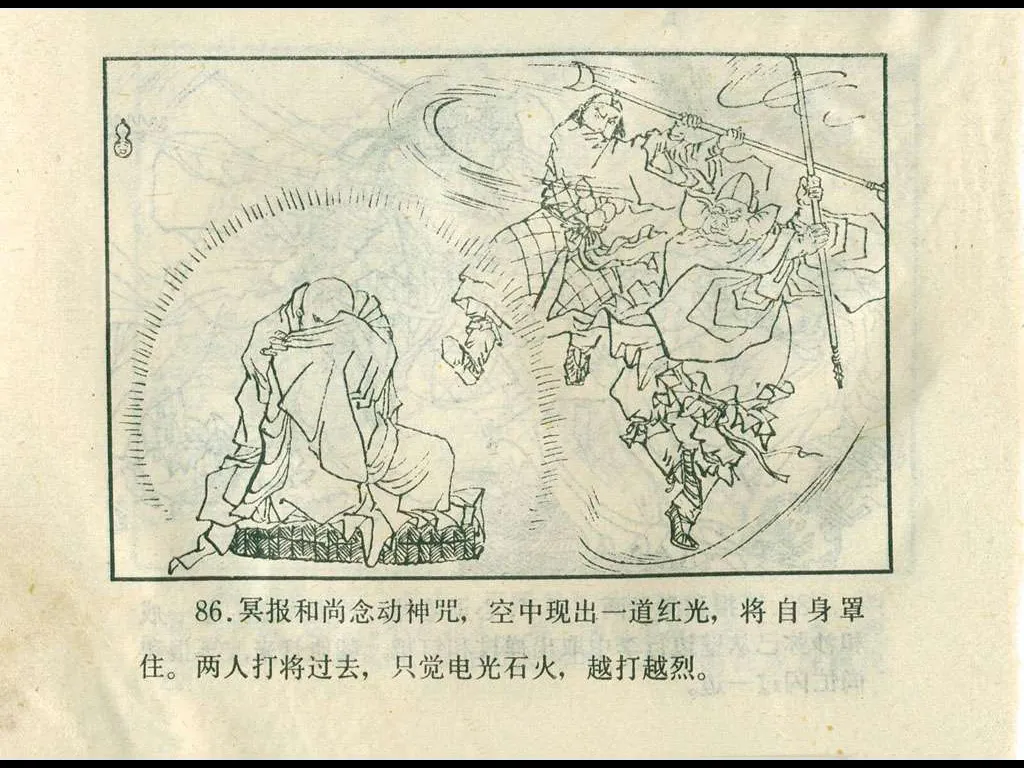 86.冥报和尚念动神咒，空中现出一道红光，将自身罩
住。两人打将过去，只觉电光石火，越打越烈。